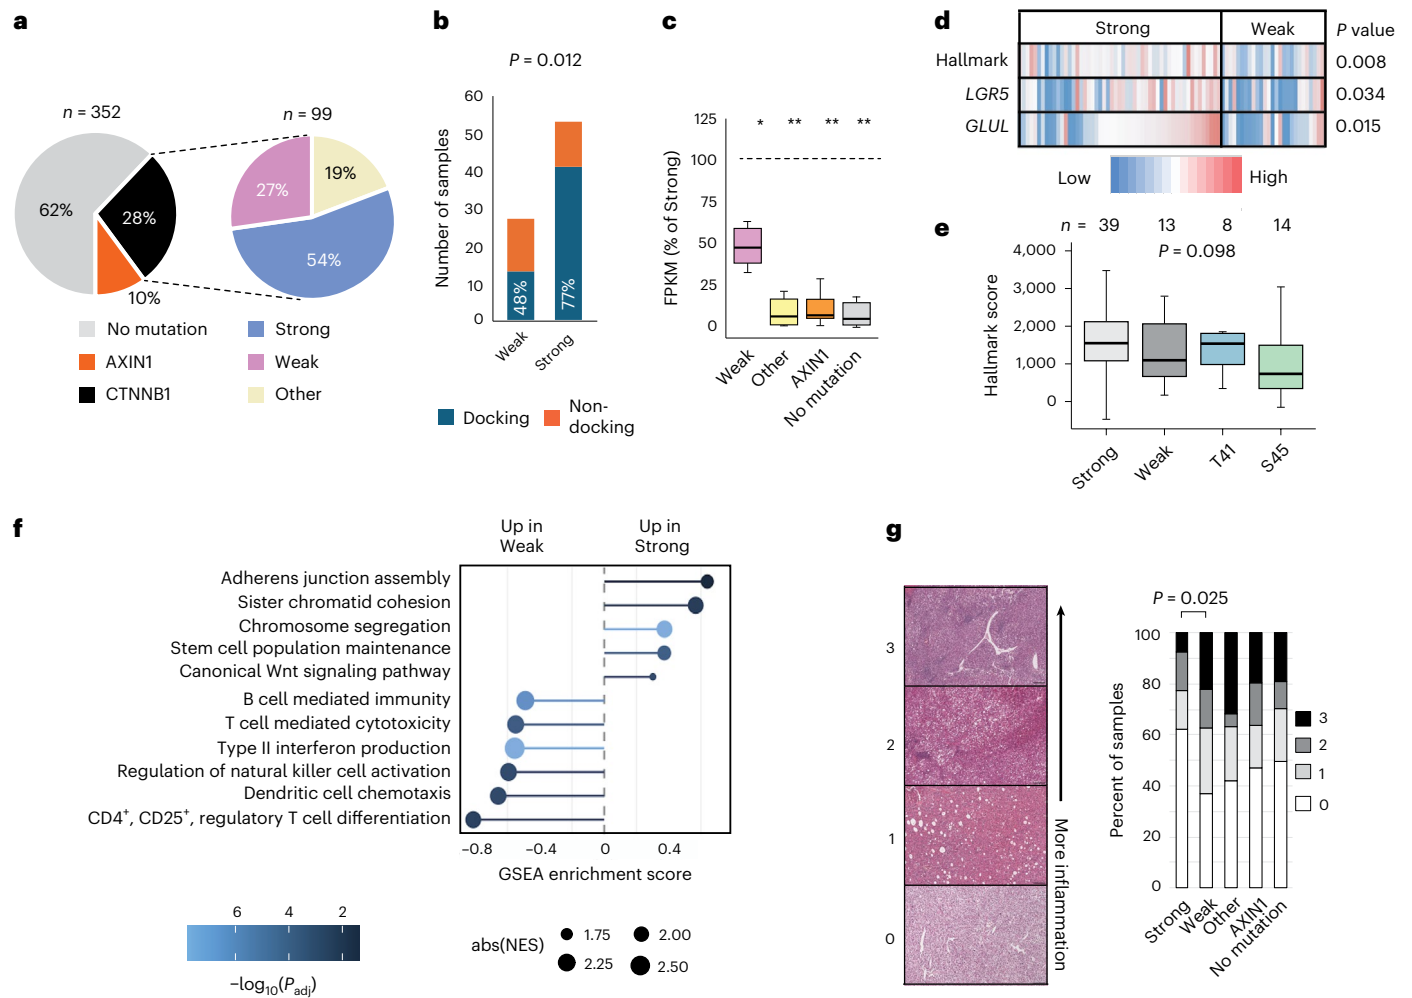 a
n = 352
n = 99
62%
28%
10%
27%
19%
54%
No mutation
AXIN1
CTNNB1
Strong
Weak
Other
b
P = 0.012
Number of samples
60
50
40
30
20
10
0
48%
77%
Weak
Strong
Docking
Non-
docking
c
FPKM (% of Strong)
125
100
75
50
25
0
* ** ** **
Weak
Other
AXIN1
No mutation
d
Strong
Weak
P value
Hallmark
0.008
LGR5
0.034
GLUL
0.015
Low
High
e
n = 39 13 8 14
P = 0.098
Hallmark score
4,000
3,000
2,000
1,000
0
Strong
Weak
T41
S45
f
Up in
Weak
Up in
Strong
Adherens junction assembly
Sister chromatid cohesion
Chromosome segregation
Stem cell population maintenance
Canonical Wnt signaling pathway
B cell mediated immunity
T cell mediated cytotoxicity
Type II interferon production
Regulation of natural killer cell activation
Dendritic cell chemotaxis
CD4⁺, CD25⁺, regulatory T cell differentiation
−0.8 −0.4 0 0.4
GSEA enrichment score
6 4 2
−log₁₀(Padj)
abs(NES)
1.75
2.00
2.25
2.50
g
3
2
1
0
More inflammation
P = 0.025
Percent of samples
100
80
60
40
20
0
Strong
Weak
Other
AXIN1
No mutation
3
2
1
0